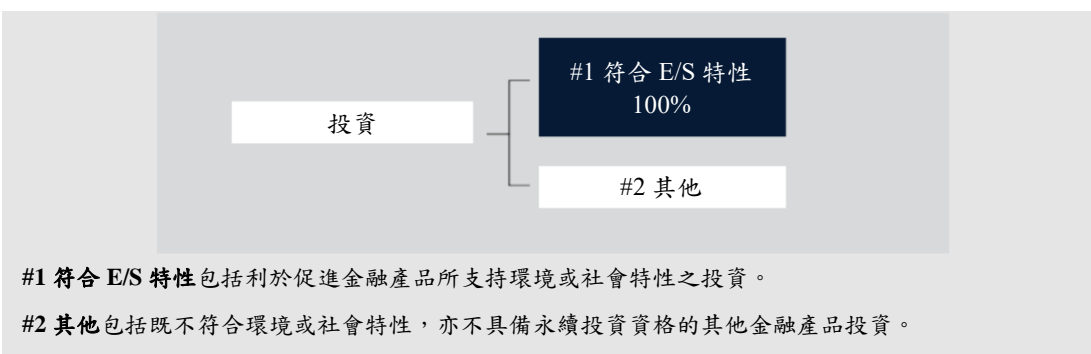 #1 符合 E/S 特性
100%
投資
#2 其他
#1 符合 E/S 特性包括利於促進金融產品所支持環境或社會特性之投資。
#2 其他包括既不符合環境或社會特性，亦不具備永續投資資格的其他金融產品投資。